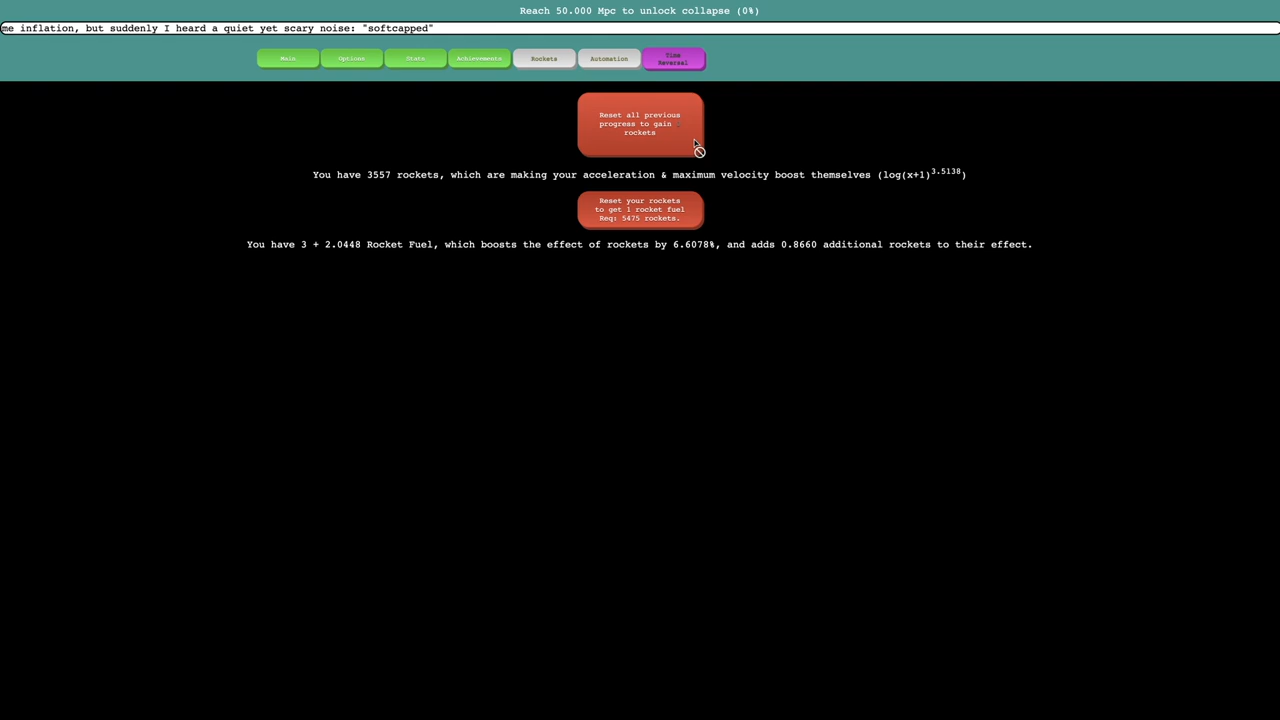 Reach 50.000 Mpc to unlock collapse (0%)
me inflation, but suddenly I heard a quiet yet scary noise: "softcapped"
Main
Options
Stats
Achievements
Rockets
Automation
Time
Reversal
Reset all previous
progress to gain
rockets
You have 3557 rockets, which are making your acceleration & maximum velocity boost themselves (log(x+1)^3.5138)
Reset your rockets
to get 1 rocket fuel
Req: 5475 rockets.
You have 3 + 2.0448 Rocket Fuel, which boosts the effect of rockets by 6.6078%, and adds 0.8660 additional rockets to their effect.